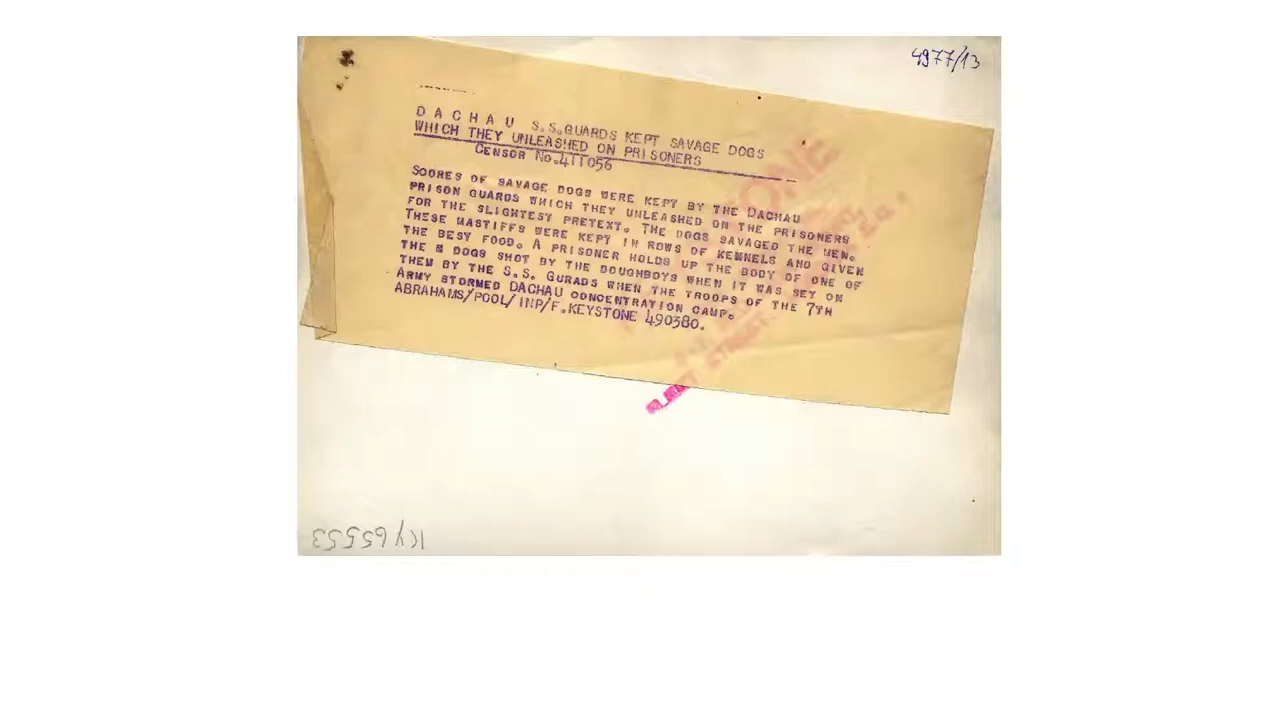 4977/13
DACHAU S.S.GUARDS KEPT SAVAGE DOGS
WHICH THEY UNLEASHED ON PRISONERS
CENSOR NO.411056
SCORES OF SAVAGE DOGS WERE KEPT BY THE DACHAU
PRISON GUARDS WHICH THEY UNLEASHED ON THE PRISONERS
FOR THE SLIGHTEST PRETEXT. THE DOGS SAVAGED THE MEN.
THESE MASTIFFS WERE KEPT IN ROWS OF KENNELS AND GIVEN
THE BEST FOOD. A PRISONER HOLDS UP THE BODY OF ONE OF
THE DOGS SHOT BY THE DOUGHBOYS WHEN IT WAS SET ON
THEM BY THE S.S. GURADS WHEN THE TROOPS OF THE 7TH
ARMY STORMED DACHAU CONCENTRATION CAMP.
ABRAHAMS/POOL/INP/F.KEYSTONE 490380.
KY65553